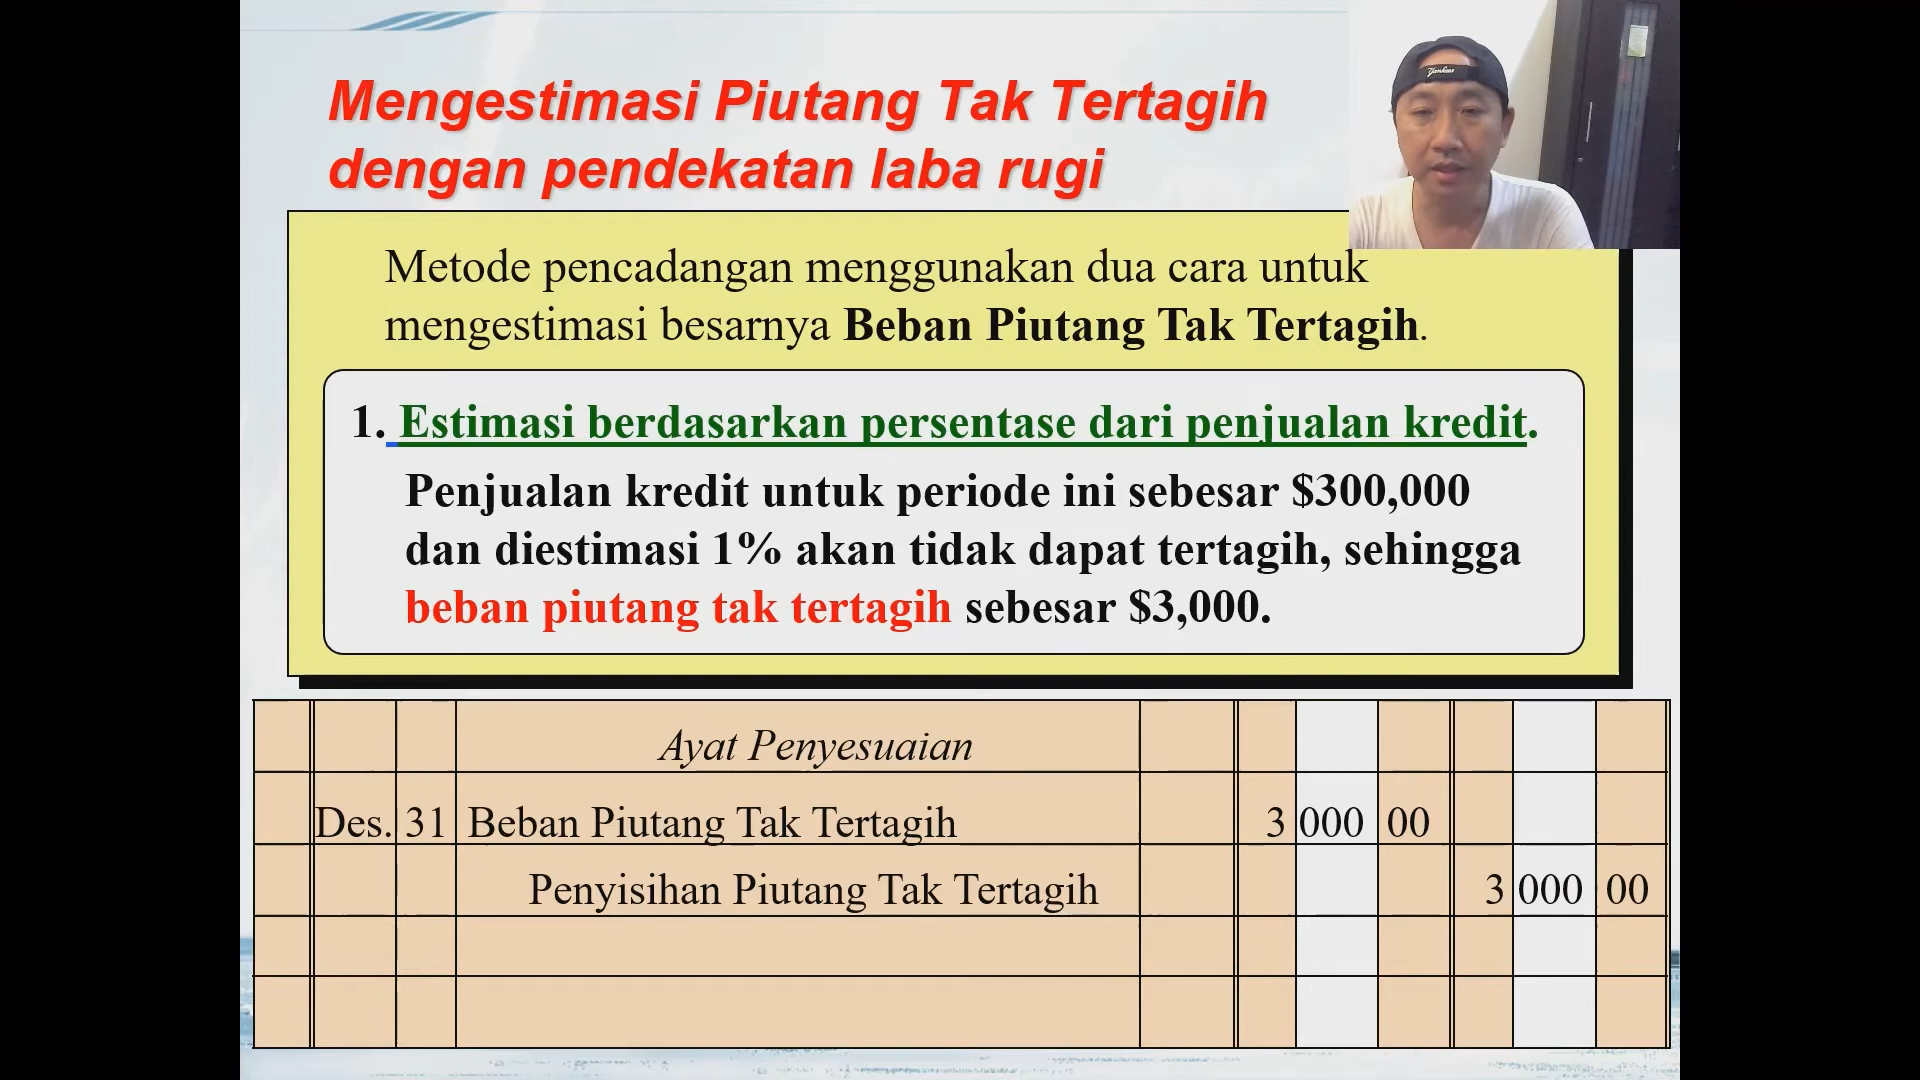 Mengestimasi Piutang Tak Tertagih
dengan pendekatan laba rugi
Yankees
Metode pencadangan menggunakan dua cara untuk
mengestimasi besarnya Beban Piutang Tak Tertagih.
1. Estimasi berdasarkan persentase dari penjualan kredit.
Penjualan kredit untuk periode ini sebesar $300,000
dan diestimasi 1% akan tidak dapat tertagih, sehingga
beban piutang tak tertagih sebesar $3,000.
Ayat Penyesuaian
Des. 31 Beban Piutang Tak Tertagih 3 000 00
Penyisihan Piutang Tak Tertagih 3 000 00